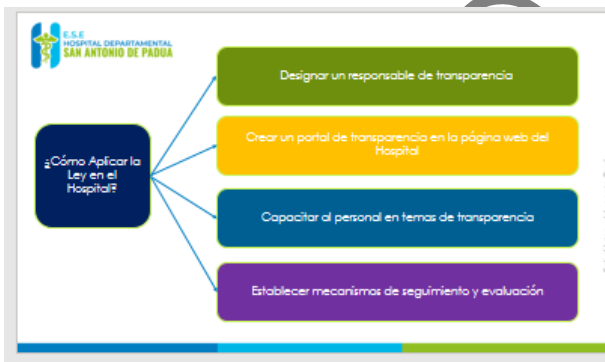 E.S.E
HOSPITAL DEPARTAMENTAL
SAN ANTONIO DE PADUA
Designar un responsable de transparencia
Crear un portal de transparencia en la página web del
Hospital
¿Cómo Aplicar la
Ley en el
Hospital?
Capacitar al personal en temas de transparencia
Establecer mecanismos de seguimiento y evaluación